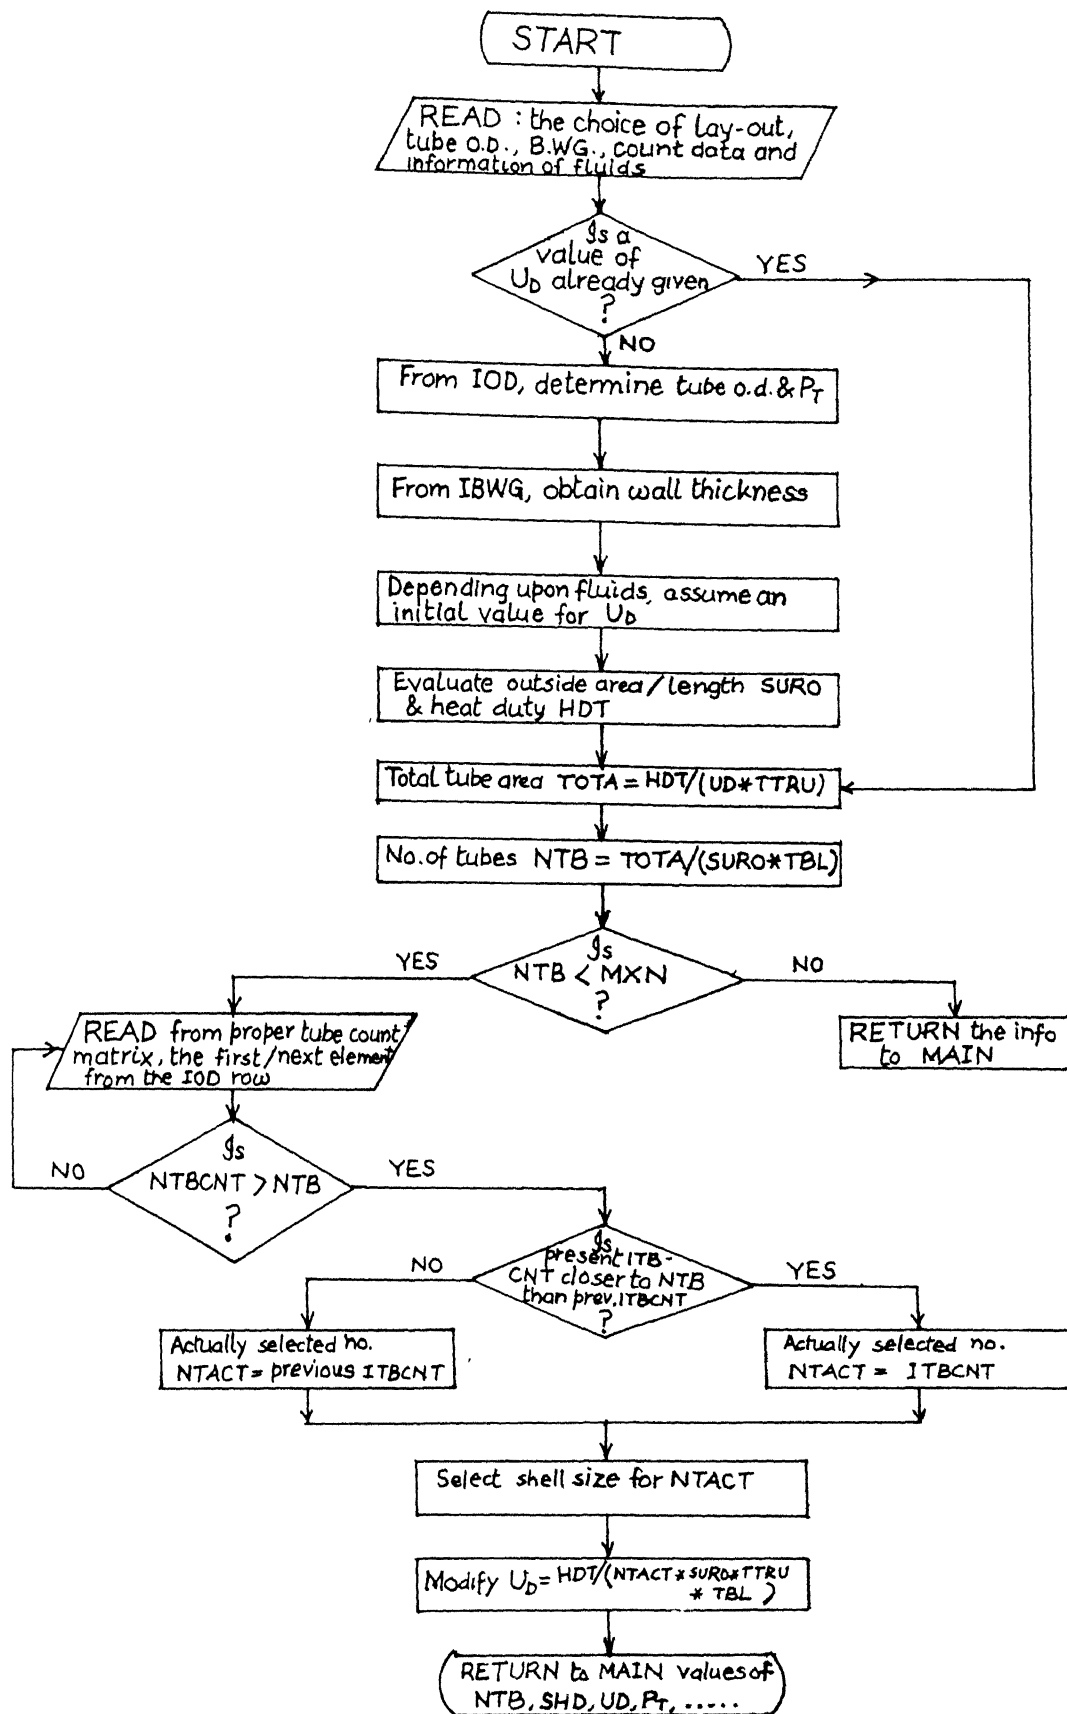 START
READ : the choice of lay-out,
tube O.D., B.WG., count data and
information of fluids
Is a
value of
UD already given
?
YES
NO
From IOD, determine tube o.d. & PT
From IBWG, obtain wall thickness
Depending upon fluids, assume an
initial value for UD
Evaluate outside area/length SURO
& heat duty HDT
Total tube area TOTA = HDT/(UD*TTRU)
No. of tubes NTB = TOTA/(SURO*TBL)
Is
NTB < MXN
?
YES
NO
READ from proper tube count
matrix, the first/next element
from the IOD row
RETURN the info
to MAIN
Is
NTBCNT > NTB
?
NO
YES
Is
present ITB-
CNT closer to NTB
than prev. ITBCNT
?
NO
YES
Actually selected no.
NTACT = previous ITBCNT
Actually selected no.
NTACT = ITBCNT
Select shell size for NTACT
Modify UD = HDT/(NTACT * SURO * TTRU
* TBL )
RETURN to MAIN values of
NTB, SHD, UD, PT, .....